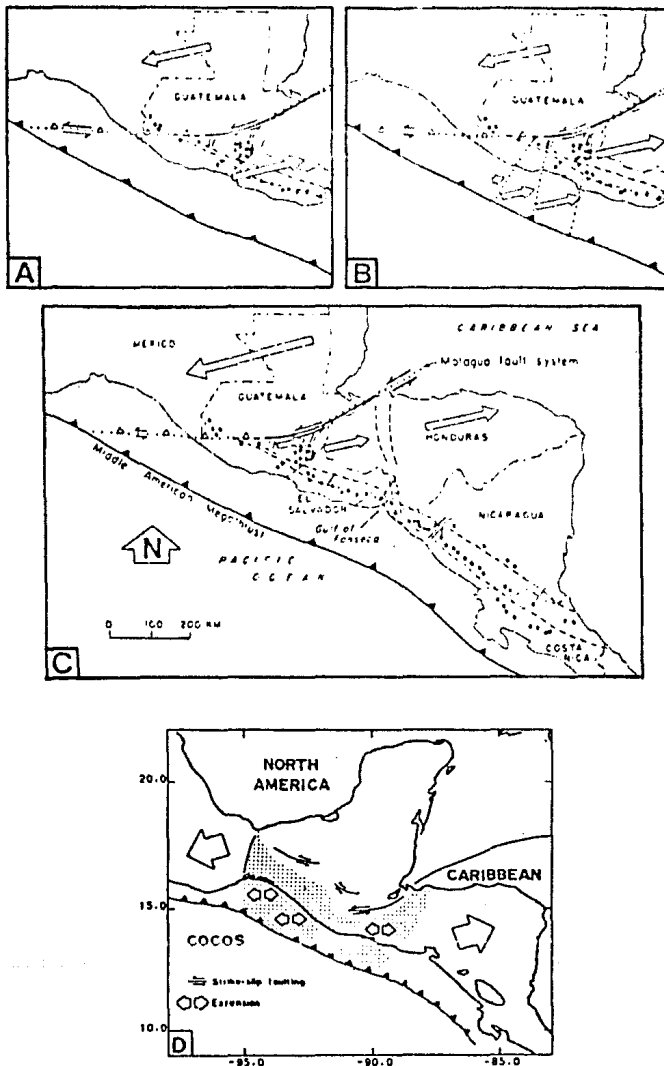 GUATEMALA
A
GUATEMALA
B
MEXICO
CARIBBEAN SEA
Motagua fault system
GUATEMALA
HONDURAS
EL SALVADOR
Gulf of Fonseca
NICARAGUA
Middle American Megathrust
N
PACIFIC OCEAN
0 100 200 KM
COSTA RICA
C
20.0
NORTH AMERICA
CARIBBEAN
15.0
COCOS
Strike-slip faulting
Extension
10.0
D
-95.0 -90.0 -85.0